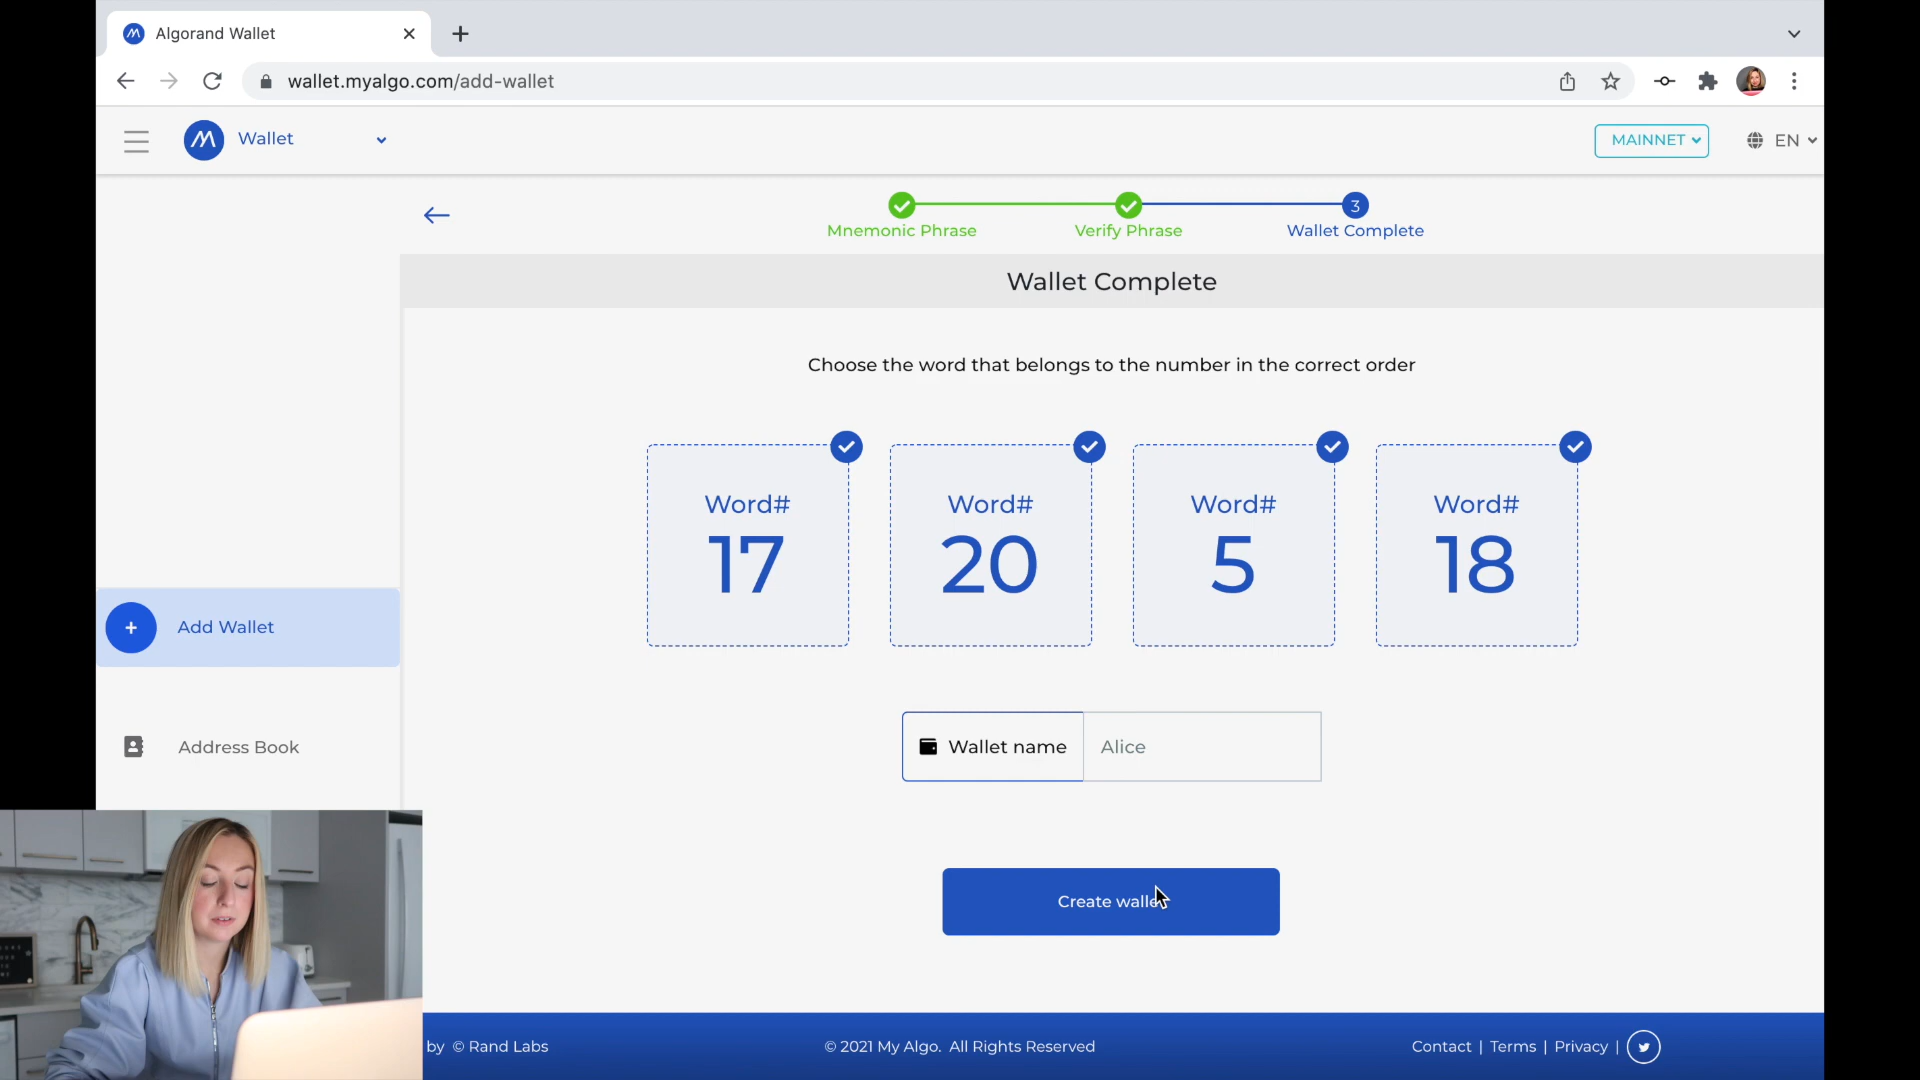 Algorand Wallet
wallet.myalgo.com/add-wallet
Wallet
MAINNET
EN
Mnemonic Phrase
Verify Phrase
3
Wallet Complete
Wallet Complete
Choose the word that belongs to the number in the correct order
Word#
17
Word#
20
Word#
5
Word#
18
Add Wallet
Wallet name
Alice
Address Book
Create walle
by © Rand Labs
© 2021 My Algo. All Rights Reserved
Contact | Terms | Privacy |